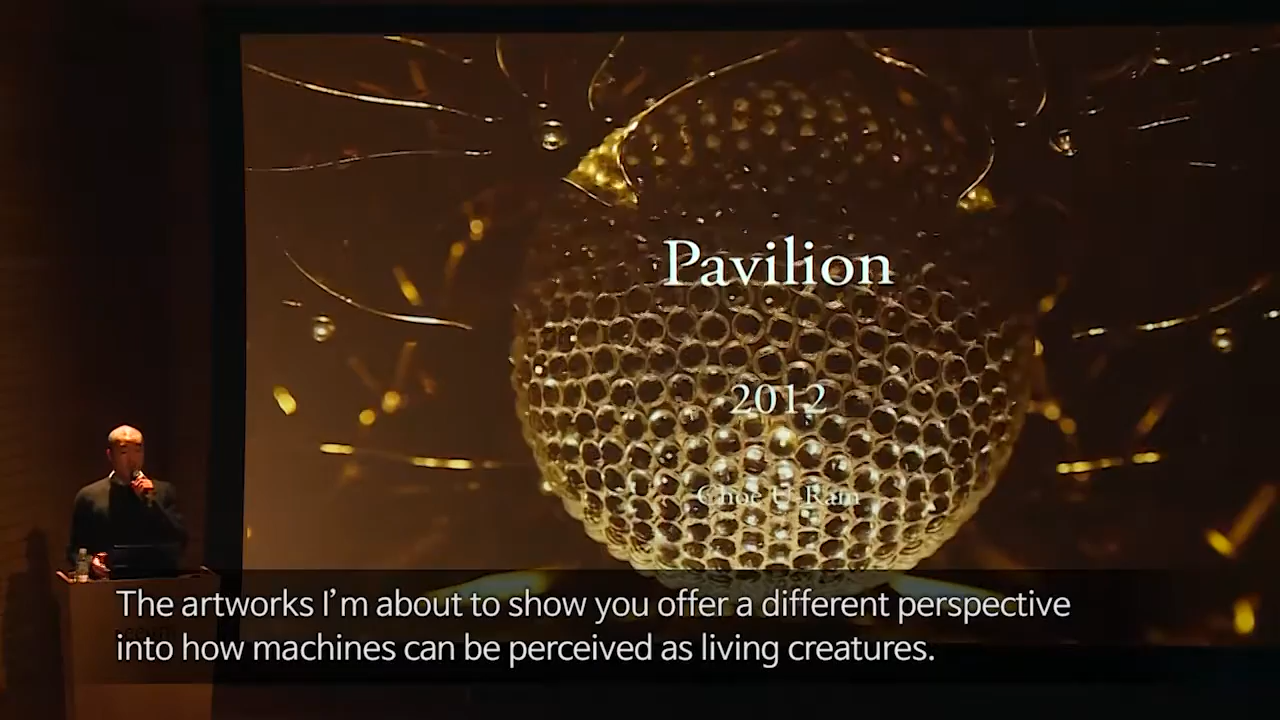 Pavilion
2012
Choe U-Ram
The artworks I'm about to show you offer a different perspective
into how machines can be perceived as living creatures.